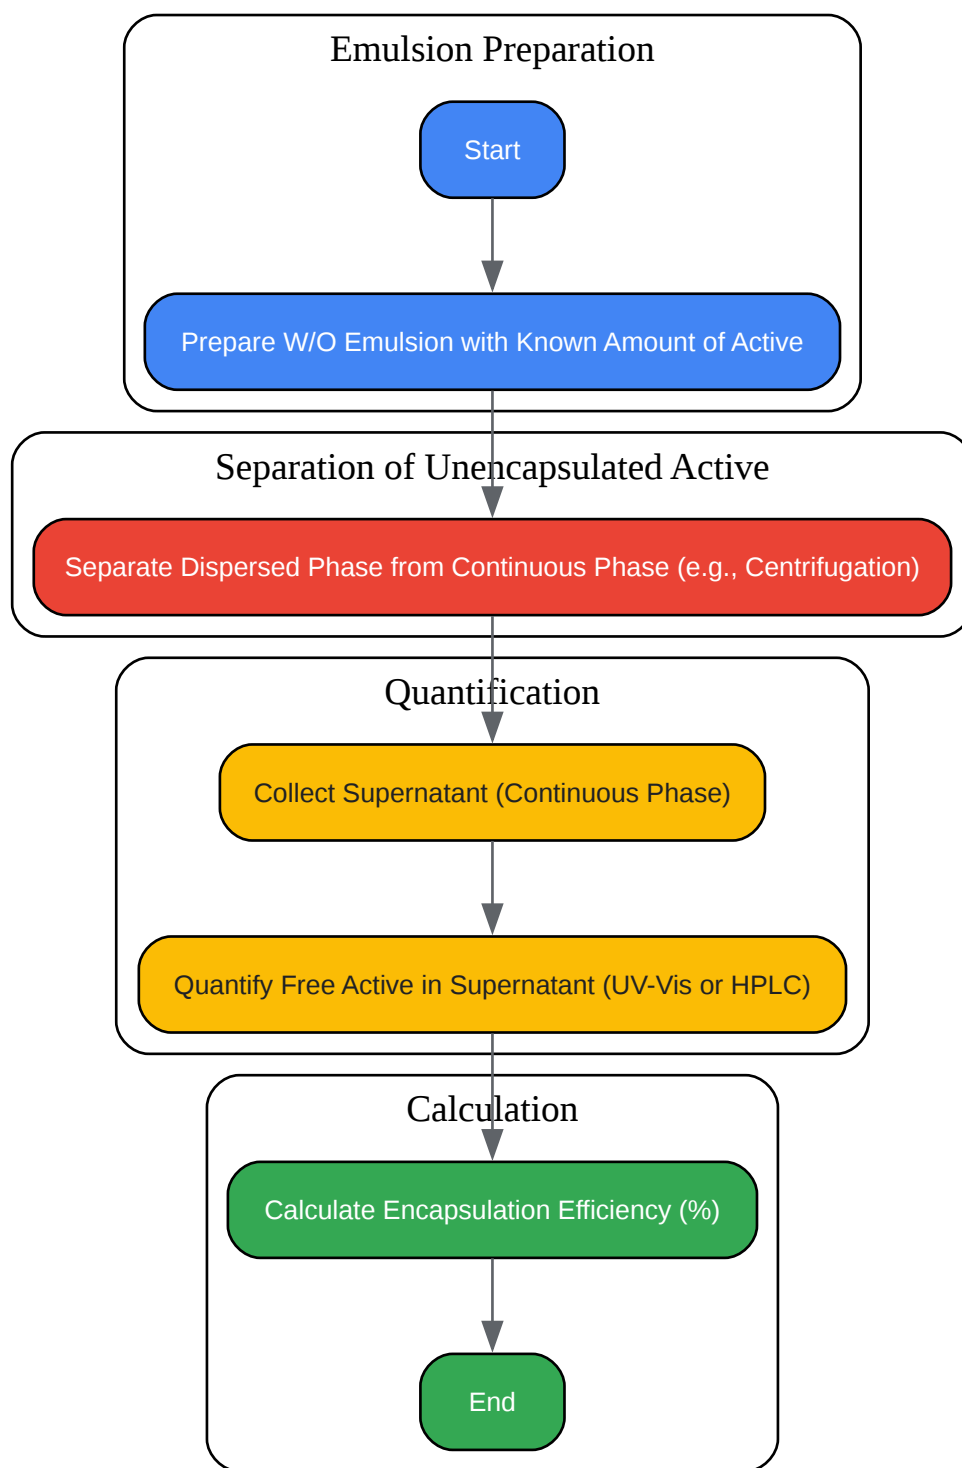 Emulsion Preparation
Start
Prepare W/O Emulsion with Known Amount of Active
Separation of Unencapsulated Active
Separate Dispersed Phase from Continuous Phase (e.g., Centrifugation)
Quantification
Collect Supernatant (Continuous Phase)
Quantify Free Active in Supernatant (UV-Vis or HPLC)
Calculation
Calculate Encapsulation Efficiency (%)
End